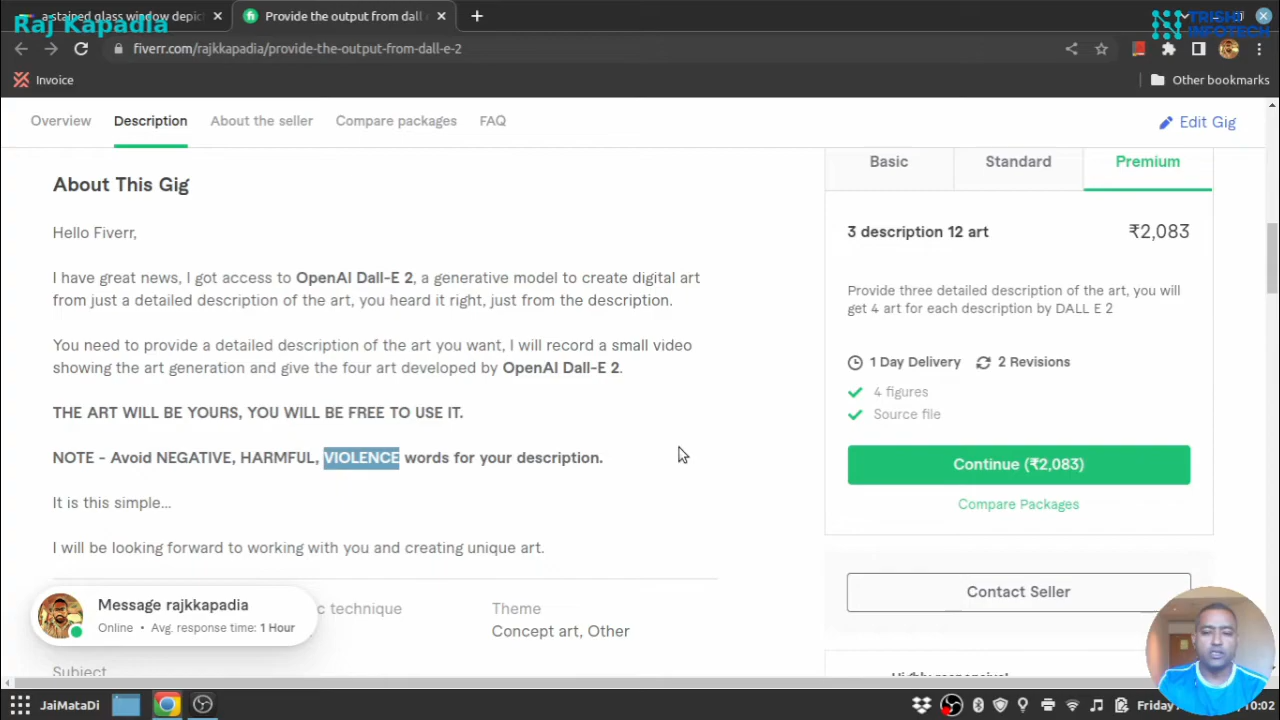 a stained glass window depic
Provide the output from dall
Raj Kapadia
TRISHI INFOTECH
fiverr.com/rajkkapadia/provide-the-output-from-dall-e-2
Invoice
Other bookmarks
Overview
Description
About the seller
Compare packages
FAQ
Edit Gig
About This Gig
Hello Fiverr,
I have great news, I got access to OpenAI Dall-E 2, a generative model to create digital art
from just a detailed description of the art, you heard it right, just from the description.
You need to provide a detailed description of the art you want, I will record a small video
showing the art generation and give the four art developed by OpenAI Dall-E 2.
THE ART WILL BE YOURS, YOU WILL BE FREE TO USE IT.
NOTE - Avoid NEGATIVE, HARMFUL, VIOLENCE words for your description.
It is this simple...
I will be looking forward to working with you and creating unique art.
c technique
Theme
Concept art, Other
Subject
Message rajkkapadia
Online • Avg. response time: 1 Hour
Basic
Standard
Premium
3 description 12 art
₹2,083
Provide three detailed description of the art, you will
get 4 art for each description by DALL E 2
1 Day Delivery
2 Revisions
4 figures
Source file
Continue (₹2,083)
Compare Packages
Contact Seller
Highly responsive!
JaiMataDi
Friday
10:02